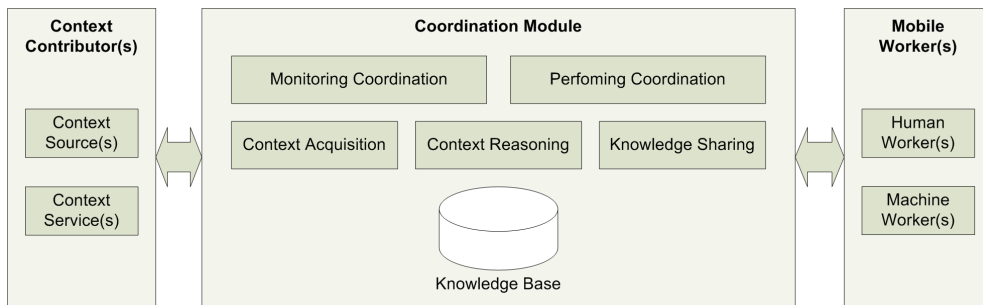 Context
Contributor(s)
Context
Source(s)
Context
Service(s)
Coordination Module
Monitoring Coordination
Perfoming Coordination
Context Acquisition
Context Reasoning
Knowledge Sharing
Knowledge Base
Mobile
Worker(s)
Human
Worker(s)
Machine
Worker(s)